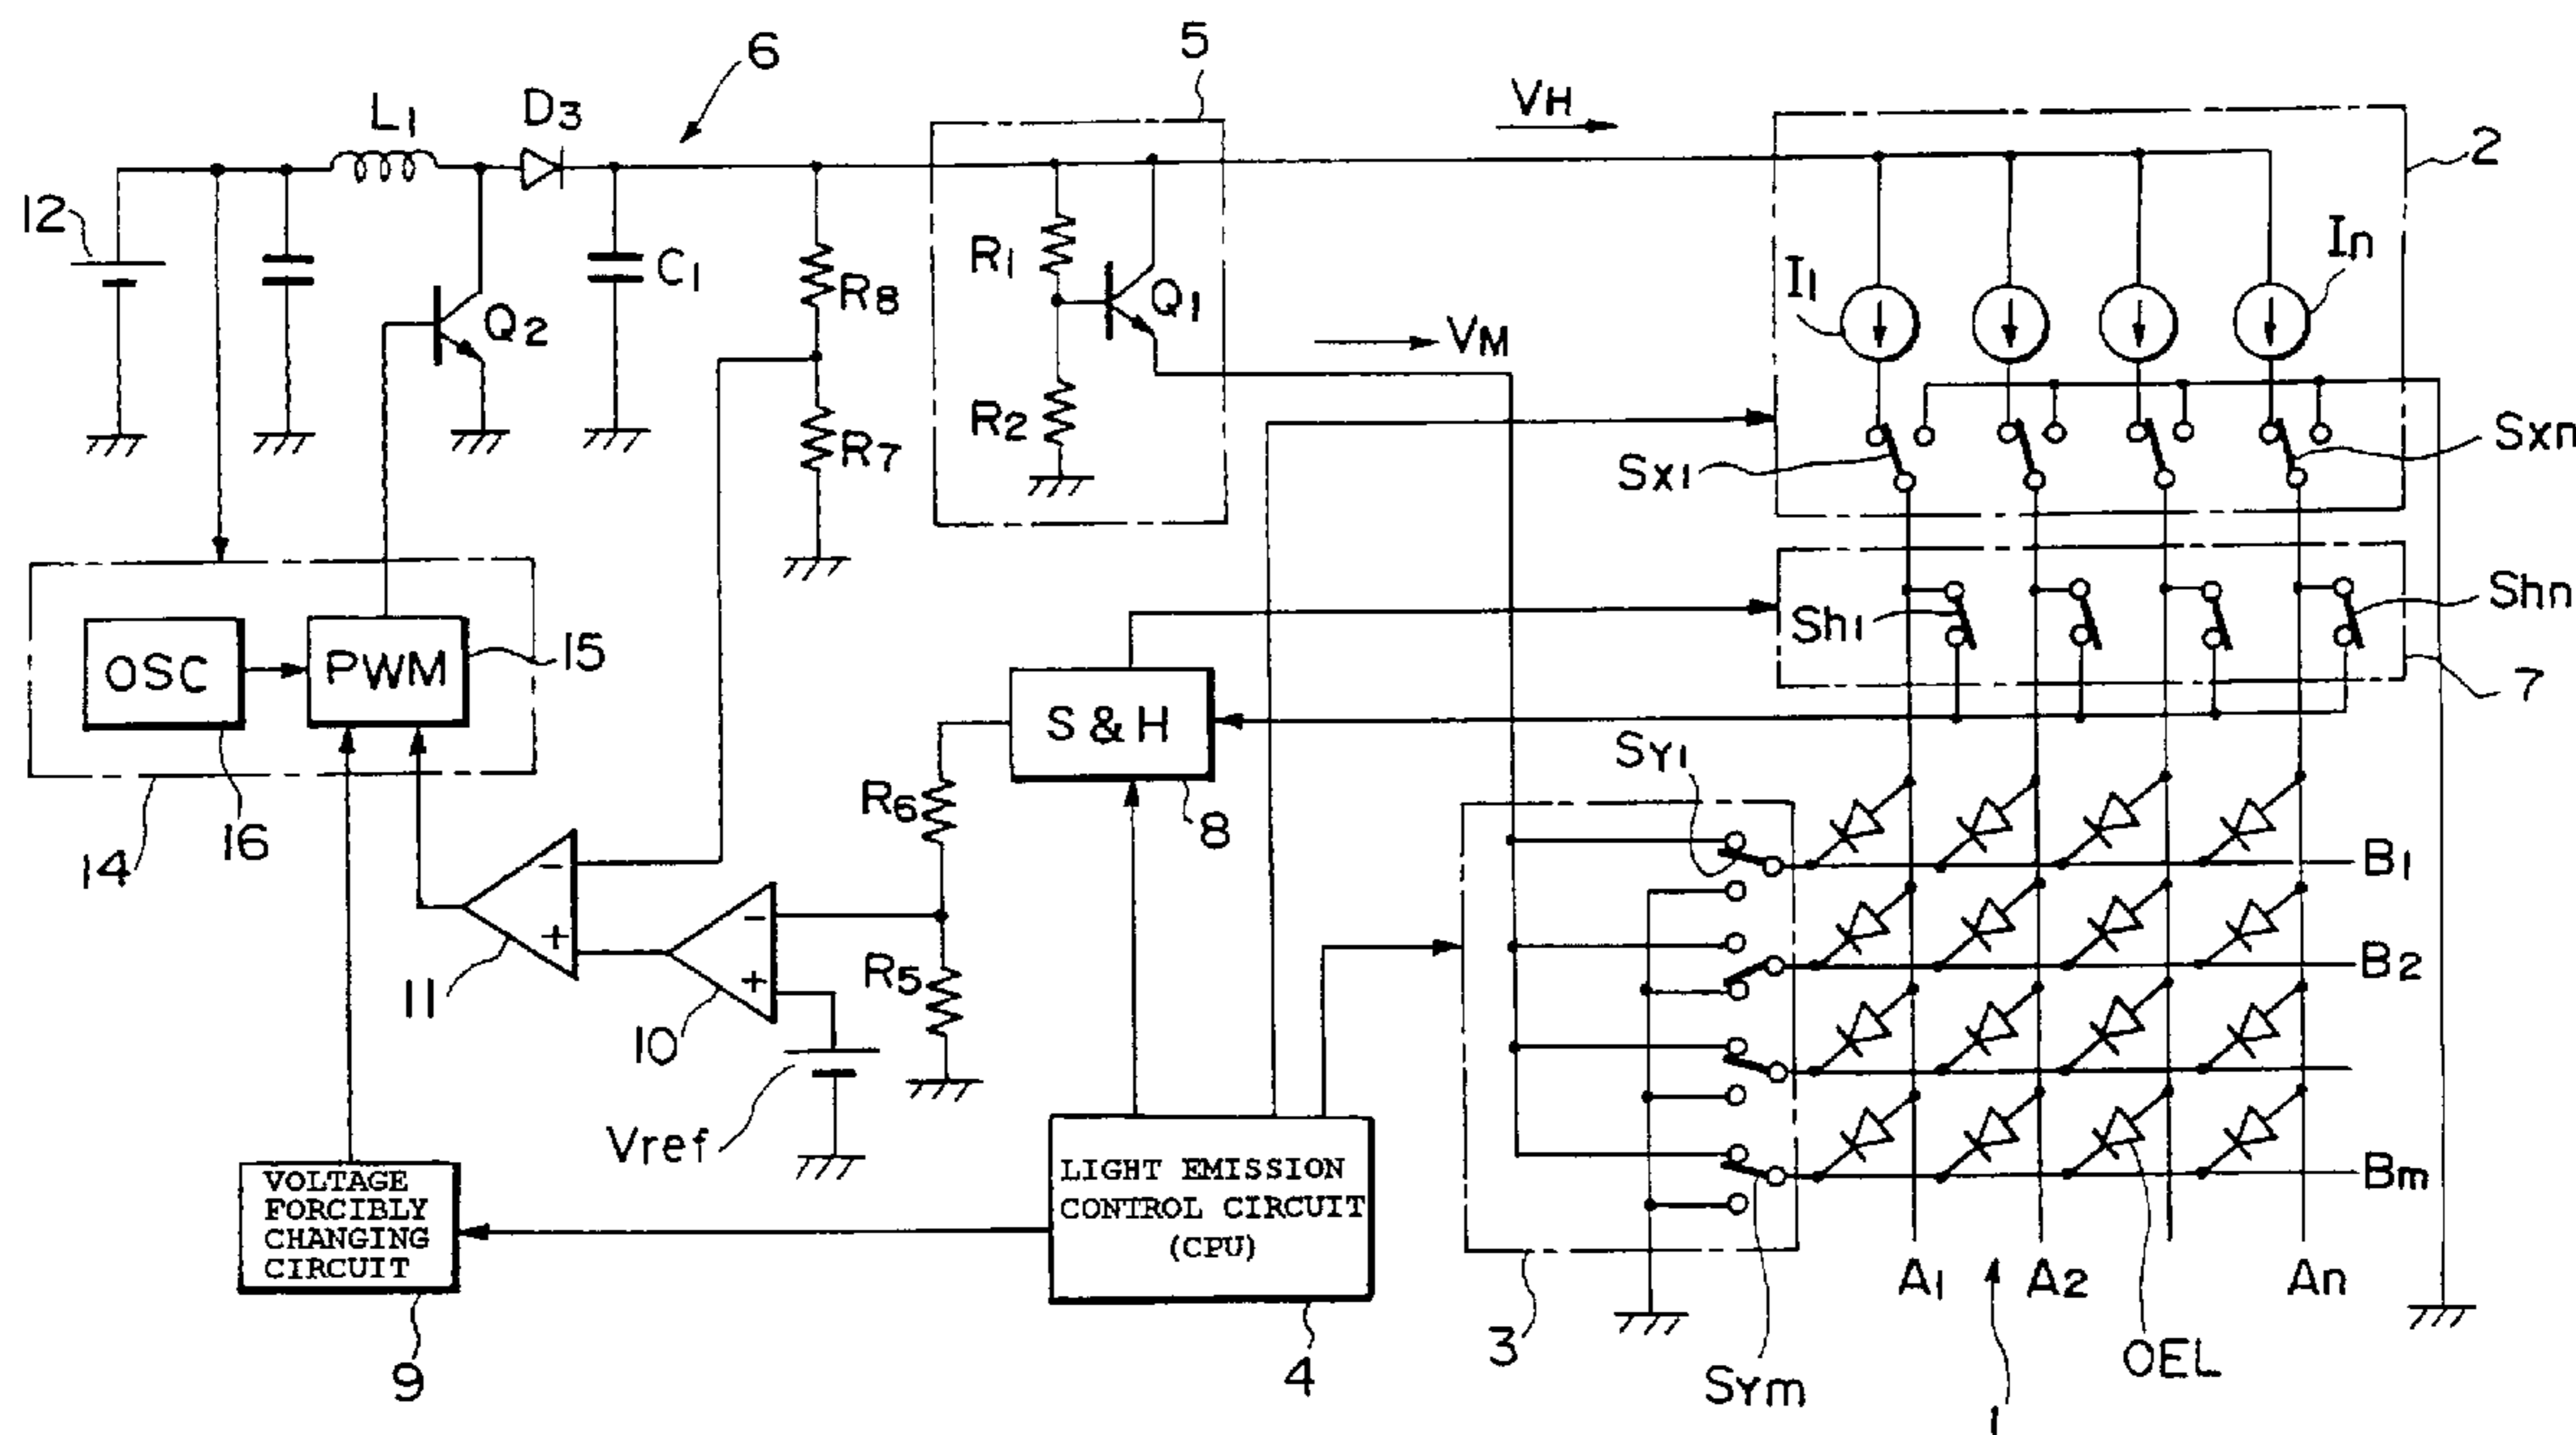 6
5
VH
L1
D3
2
12
C1
R8
R1
Q1
I1
In
Q2
VM
R2
R7
Sx1
Sxn
OSC
PWM
15
Sh1
Shn
S & H
7
SY1
R6
8
14
16
B1
-
-
+
R5
+
B2
11
10
Vref
VOLTAGE
FORCIBLY
CHANGING
CIRCUIT
LIGHT EMISSION
CONTROL CIRCUIT
(CPU)
Bm
A1
A2
An
9
4
3
SYm
OEL
1